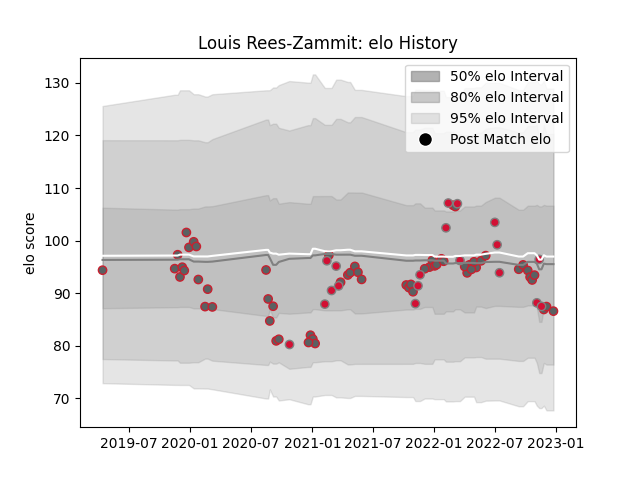 Louis Rees-Zammit: elo History
50% elo Interval
80% elo Interval
95% elo Interval
Post Match elo
elo score
130
120
110
100
90
80
70
2019-07 2020-01 2020-07 2021-01 2021-07 2022-01 2022-07 2023-01